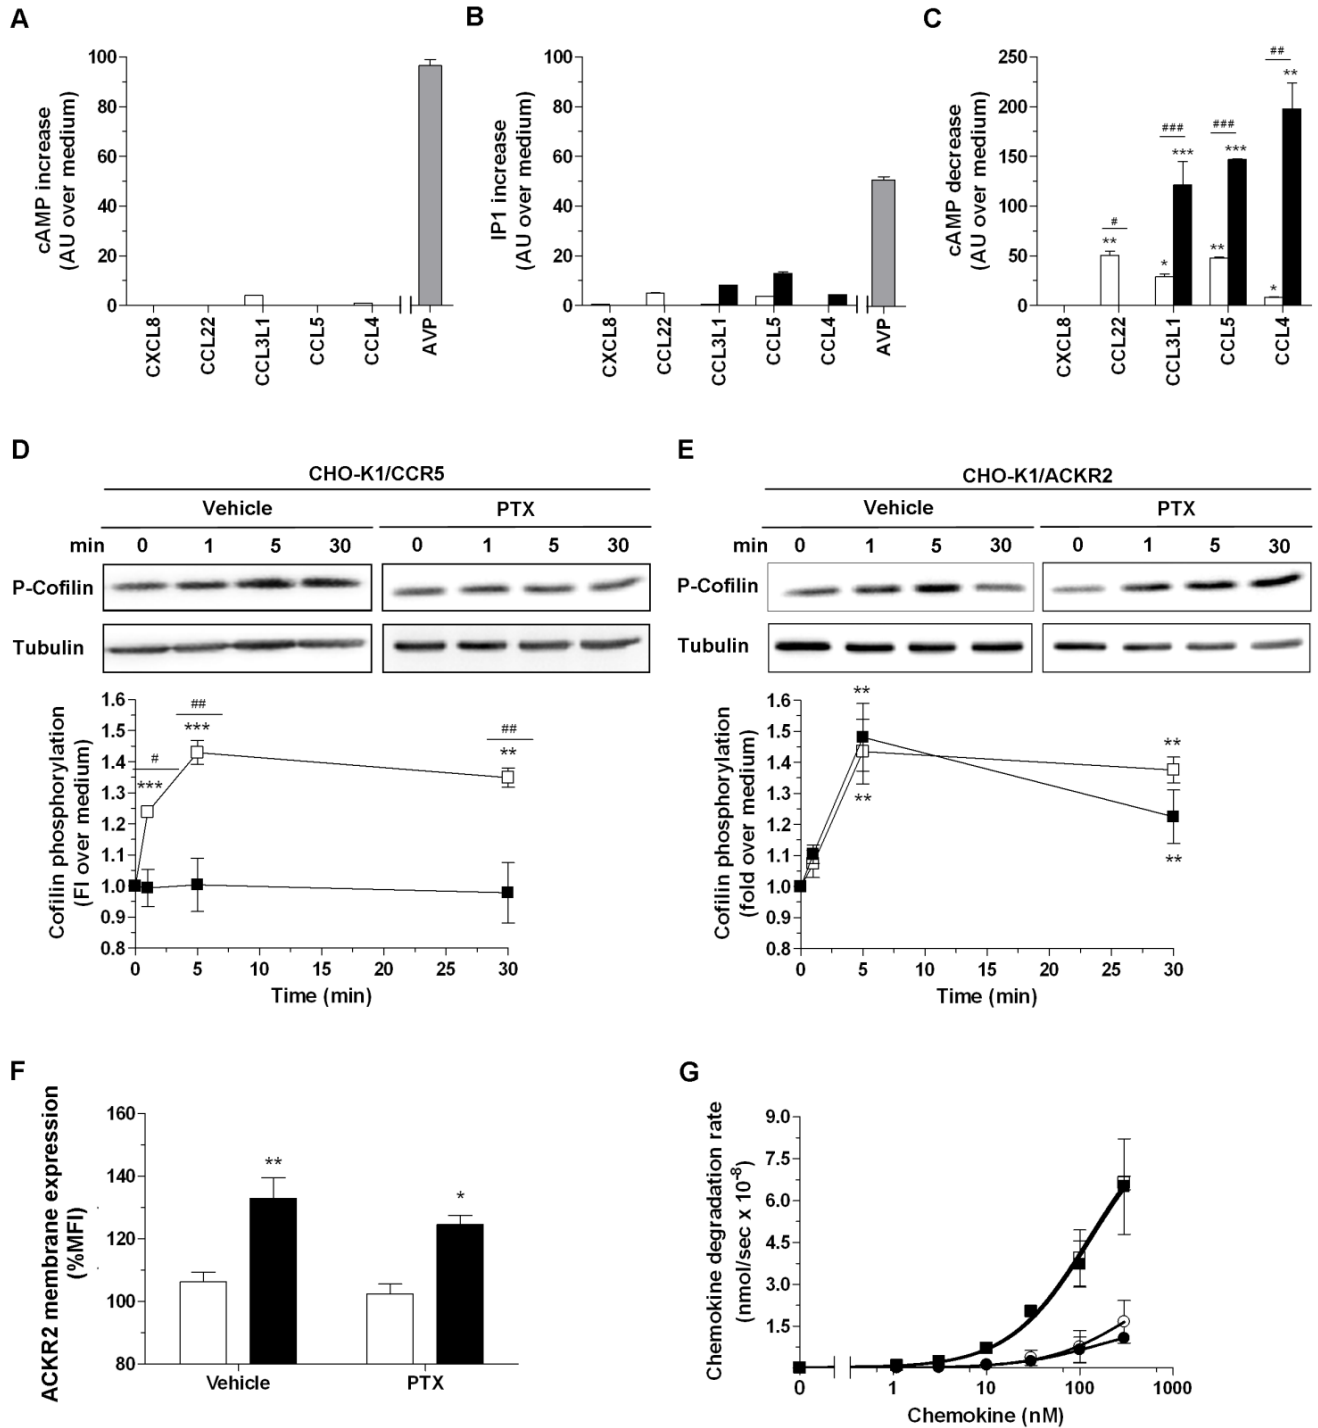 A
cAMP increase
(AU over medium)
100
80
60
40
20
0
CXCL8
CCL22
CCL3L1
CCL5
CCL4
AVP
B
IP1 increase
(AU over medium)
100
80
60
40
20
0
CXCL8
CCL22
CCL3L1
CCL5
CCL4
AVP
C
cAMP decrease
(AU over medium)
250
200
150
100
50
0
#
**
###
***
*
###
***
**
##
**
*
CXCL8
CCL22
CCL3L1
CCL5
CCL4
D
CHO-K1/CCR5
Vehicle PTX
min 0 1 5 30 0 1 5 30
P-Cofilin
Tubulin
Cofilin phosphorylation
(FI over medium)
1.6
1.5
1.4
1.3
1.2
1.1
1.0
0.9
0.8
#
***
##
***
##
**
0 5 10 15 20 25 30
Time (min)
E
CHO-K1/ACKR2
Vehicle PTX
min 0 1 5 30 0 1 5 30
P-Cofilin
Tubulin
Cofilin phosphorylation
(fold over medium)
1.6
1.5
1.4
1.3
1.2
1.1
1.0
0.9
0.8
**
**
**
**
0 5 10 15 20 25 30
Time (min)
F
ACKR2 membrane expression
(%MFI)
160
140
120
100
80
**
*
Vehicle PTX
G
Chemokine degradation rate
(nmol/sec x 10⁻⁸)
9.0
7.5
6.0
4.5
3.0
1.5
0 1 10 100 1000
Chemokine (nM)